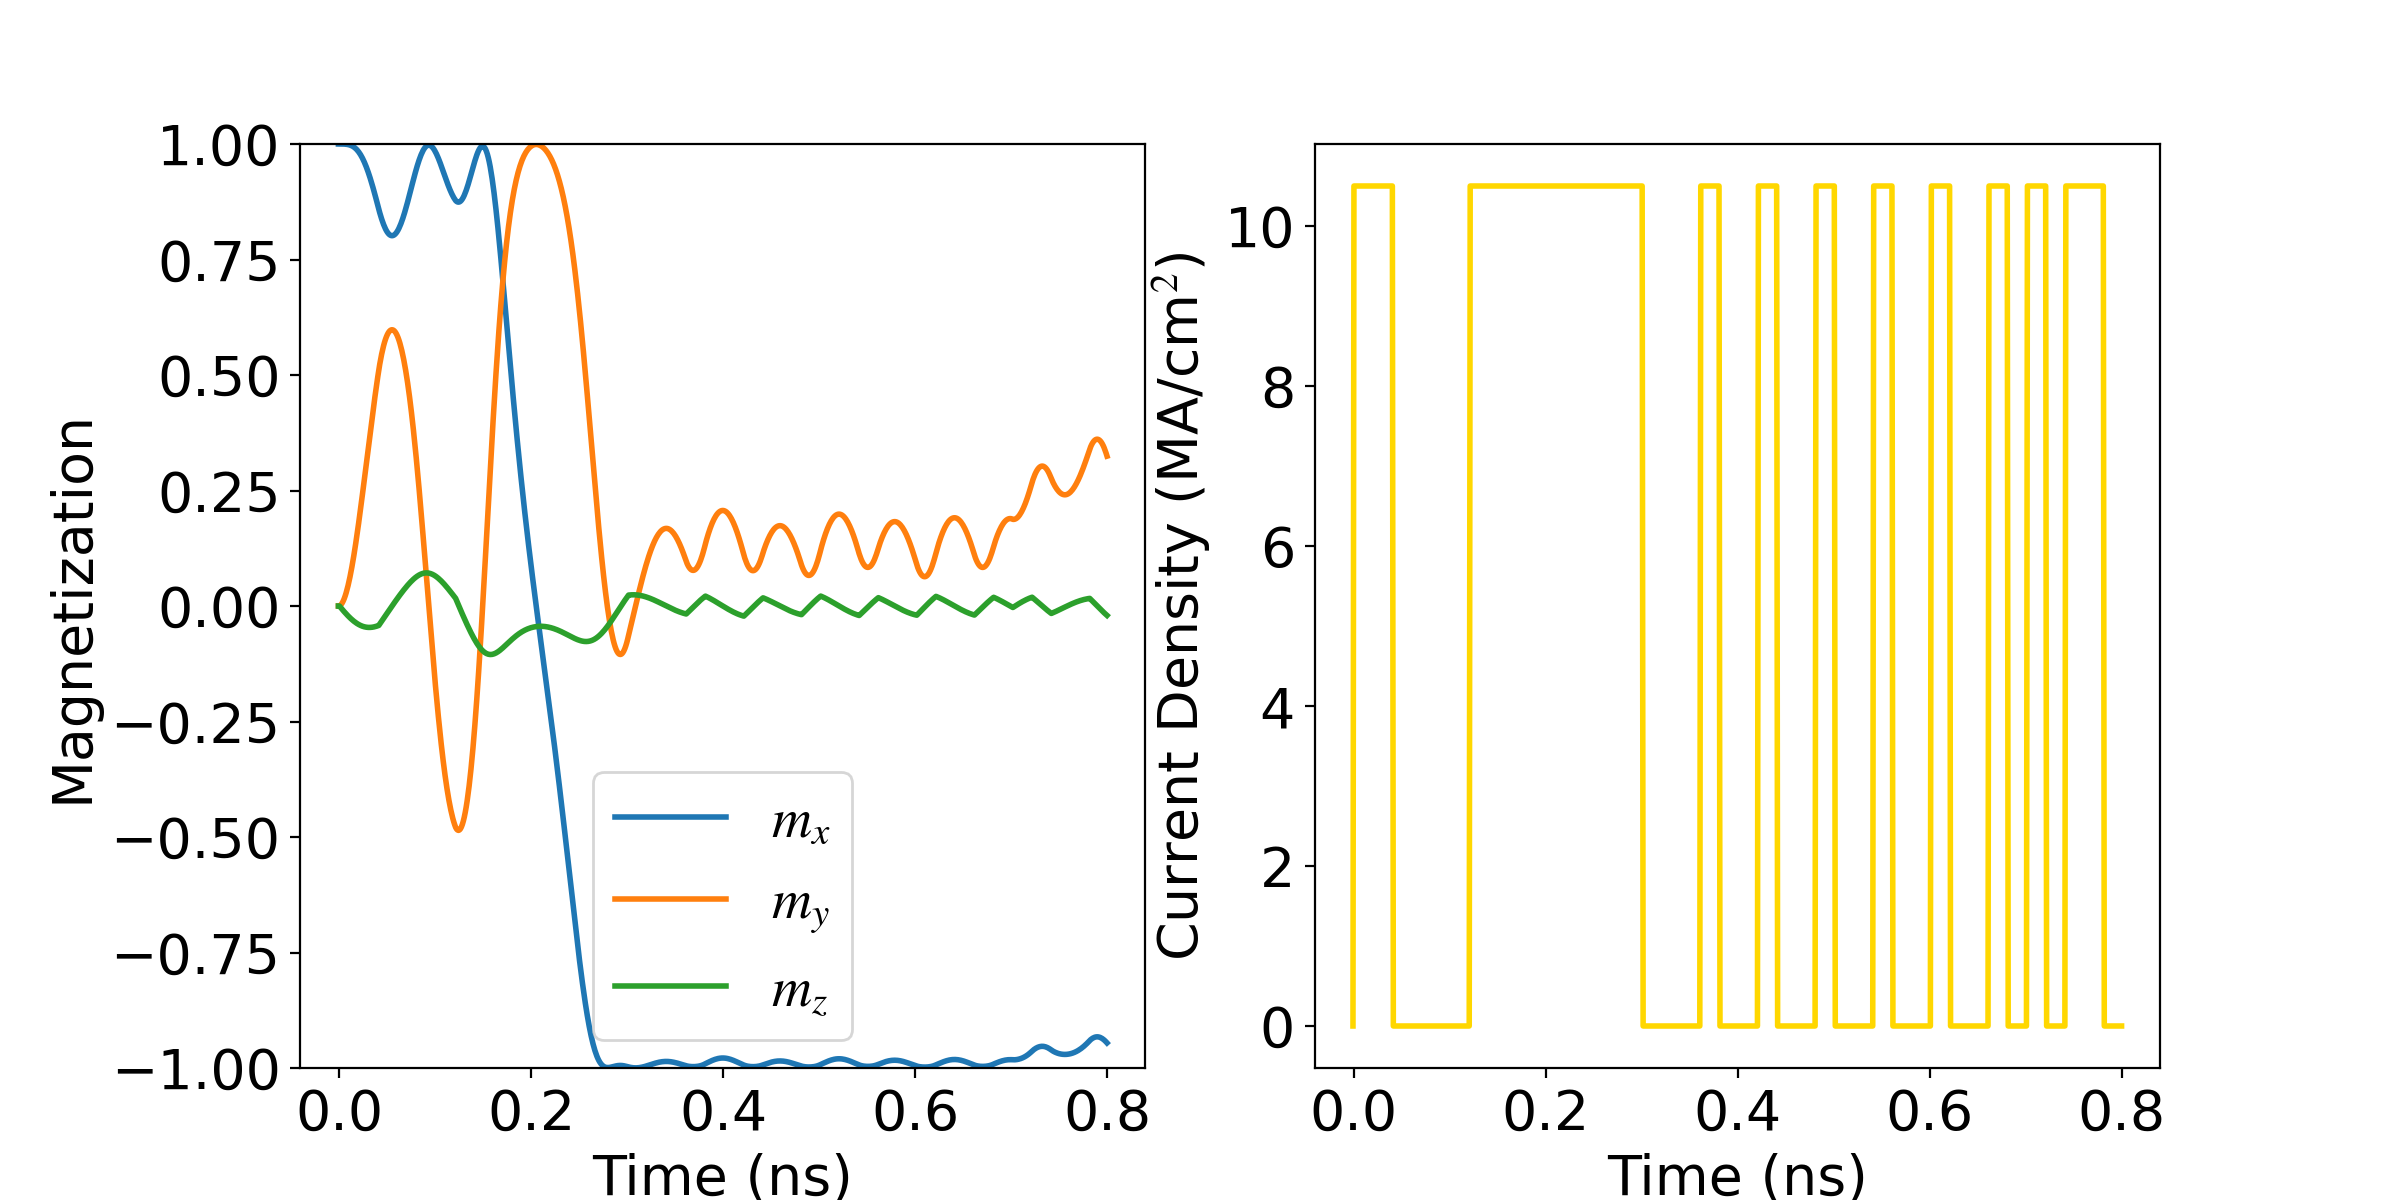 Magnetization
1.00
0.75
0.50
0.25
0.00
−0.25
−0.50
−0.75
−1.00
0.0 0.2 0.4 0.6 0.8
Time (ns)
m_x
m_y
m_z
Current Density (MA/cm²)
10
8
6
4
2
0
0.0 0.2 0.4 0.6 0.8
Time (ns)